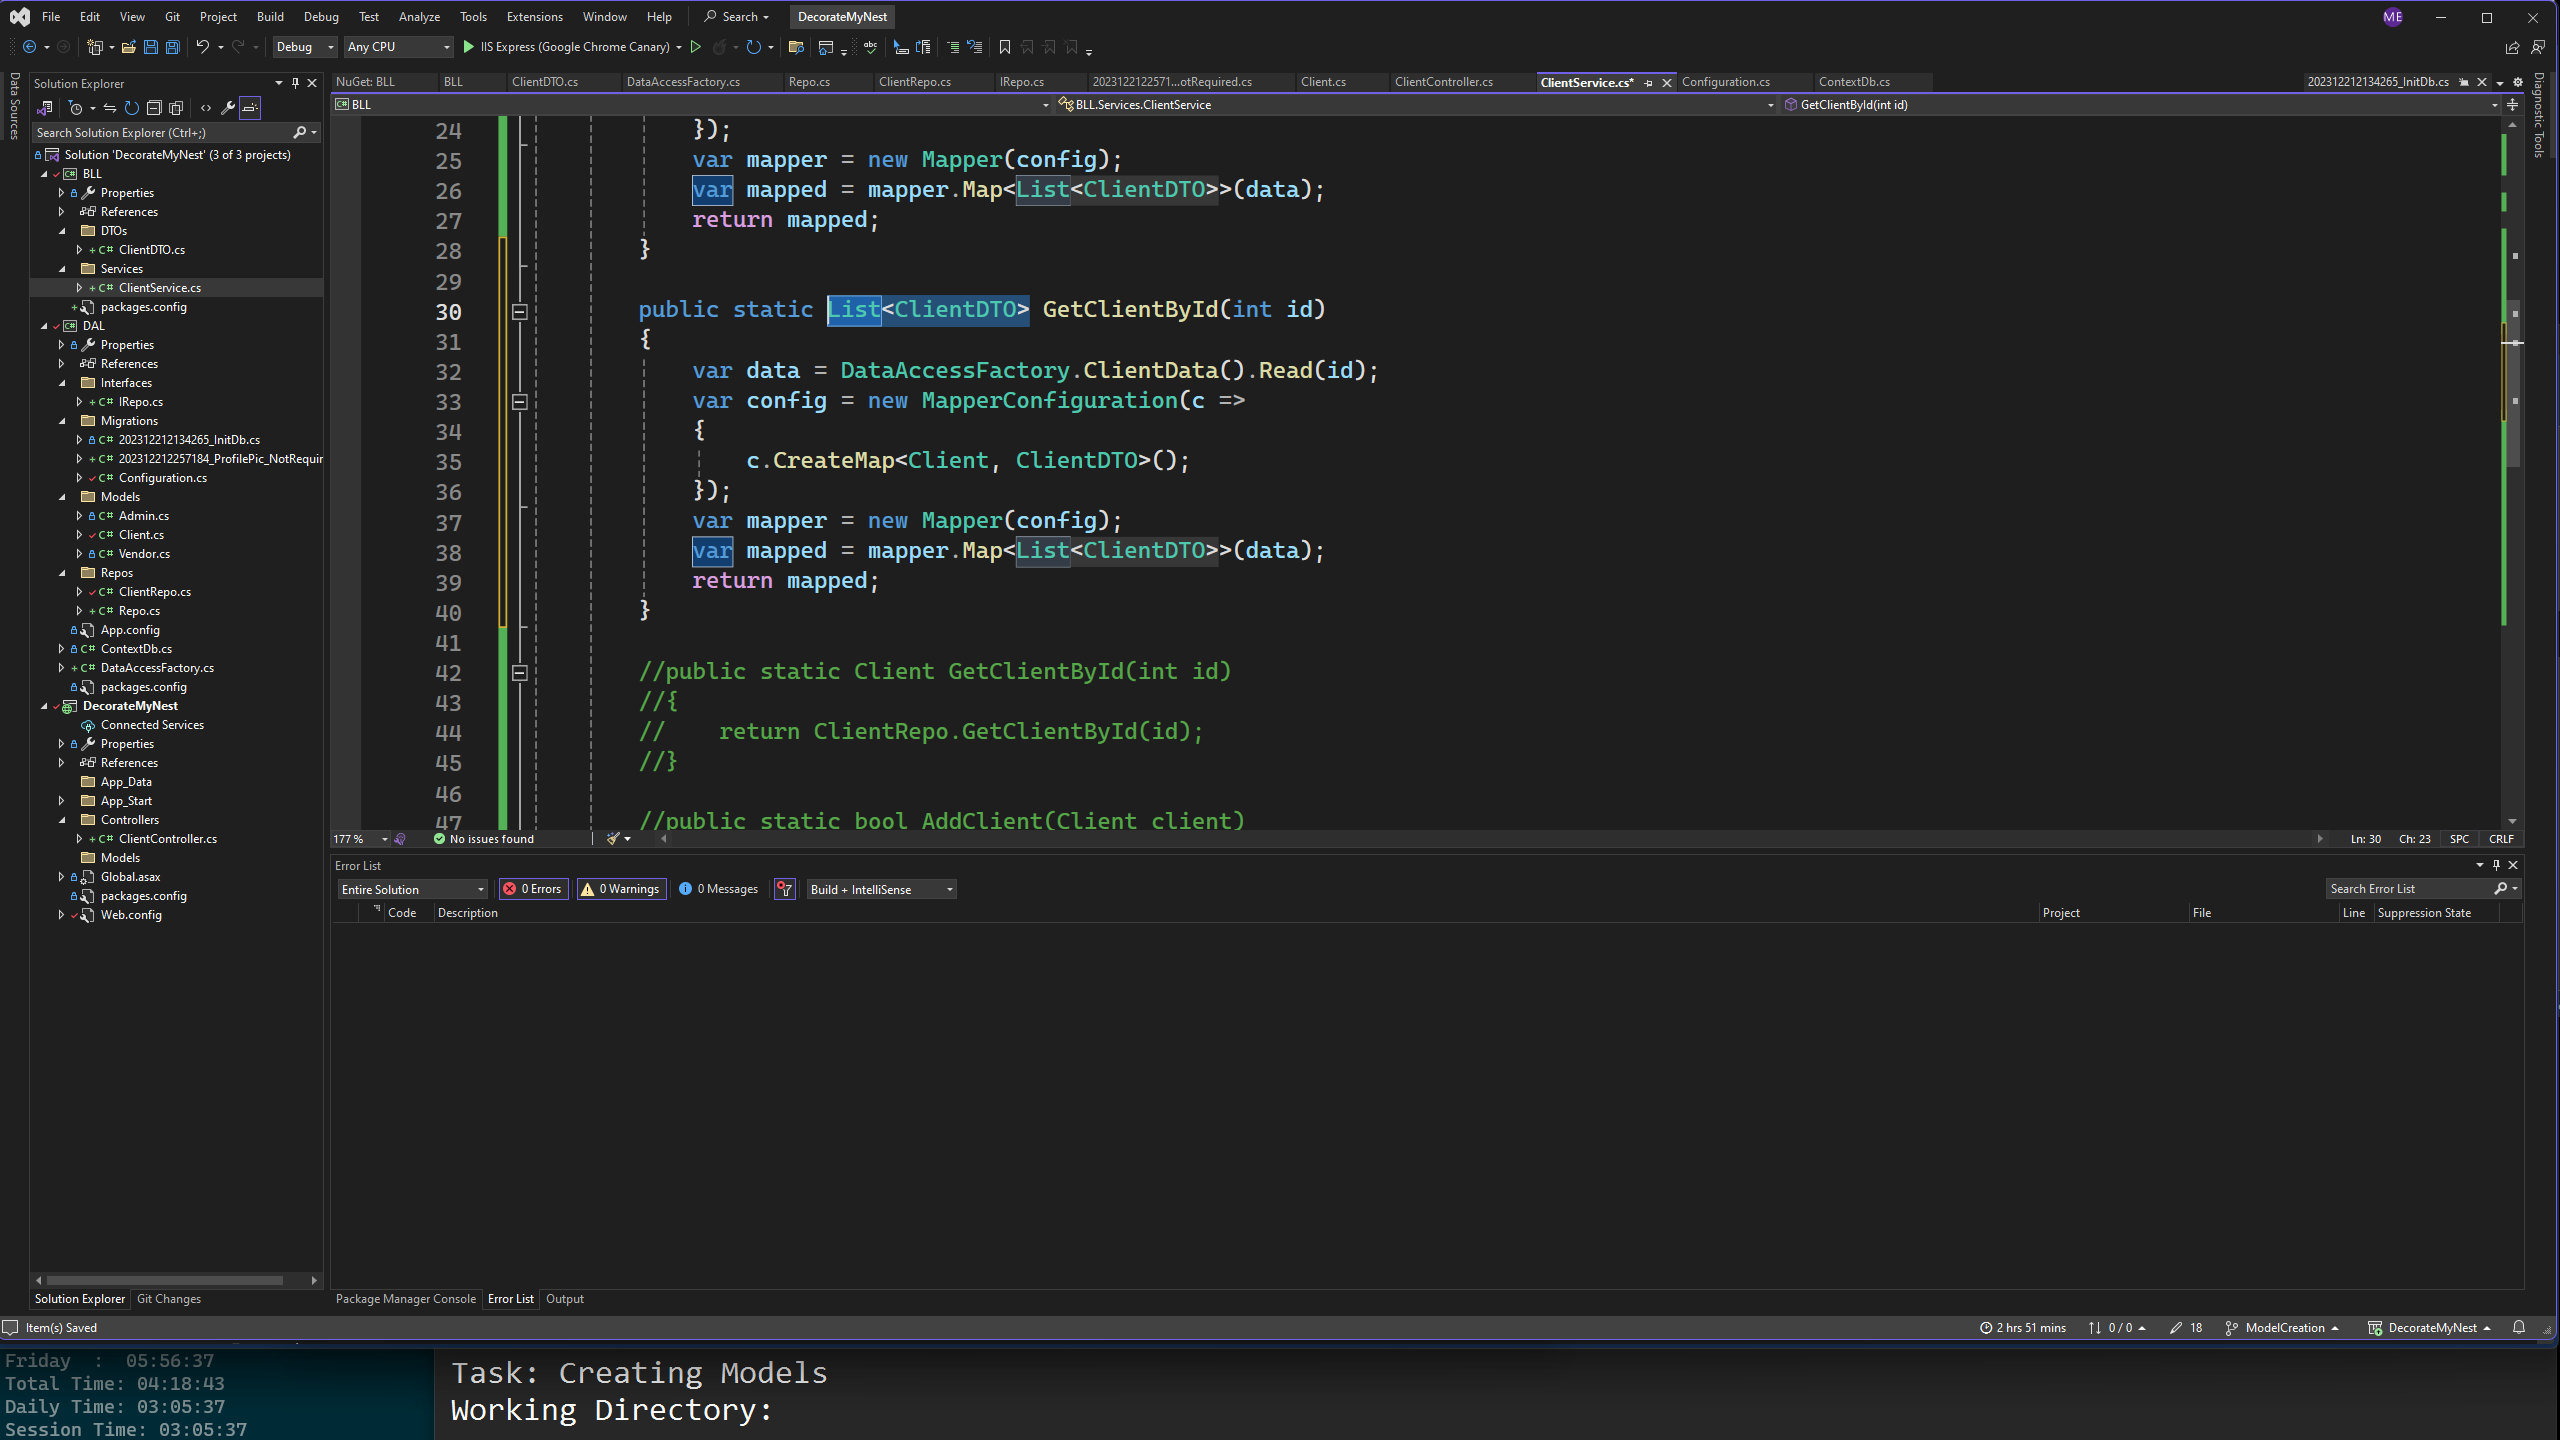 File Edit View Git Project Build Debug Test Analyze Tools Extensions Window Help Search DecorateMyNest ME
Debug Any CPU IIS Express (Google Chrome Canary)
Data Sources
Solution Explorer
Search Solution Explorer (Ctrl+;)
Solution 'DecorateMyNest' (3 of 3 projects)
BLL
Properties
References
DTOs
C# ClientDTO.cs
Services
C# ClientService.cs
packages.config
DAL
Properties
References
Interfaces
C# IRepo.cs
Migrations
C# 202312212134265_InitDb.cs
C# 202312212257184_ProfilePic_NotRequir
C# Configuration.cs
Models
C# Admin.cs
C# Client.cs
C# Vendor.cs
Repos
C# ClientRepo.cs
C# Repo.cs
App.config
C# ContextDb.cs
C# DataAccessFactory.cs
packages.config
DecorateMyNest
Connected Services
Properties
References
App_Data
App_Start
Controllers
C# ClientController.cs
Models
Global.asax
packages.config
Web.config
Solution Explorer Git Changes
NuGet: BLL BLL ClientDTO.cs DataAccessFactory.cs Repo.cs ClientRepo.cs IRepo.cs 2023122122571...otRequired.cs Client.cs ClientController.cs ClientService.cs* Configuration.cs ContextDb.cs 202312212134265_InitDb.cs
C# BLL BLL.Services.ClientService GetClientById(int id)
24 });
25 var mapper = new Mapper(config);
26 var mapped = mapper.Map<List<ClientDTO>>(data);
27 return mapped;
28 }
29
30 public static List<ClientDTO> GetClientById(int id)
31 {
32 var data = DataAccessFactory.ClientData().Read(id);
33 var config = new MapperConfiguration(c =>
34 {
35 c.CreateMap<Client, ClientDTO>();
36 });
37 var mapper = new Mapper(config);
38 var mapped = mapper.Map<List<ClientDTO>>(data);
39 return mapped;
40 }
41
42 //public static Client GetClientById(int id)
43 //{
44 // return ClientRepo.GetClientById(id);
45 //}
46
47 //public static bool AddClient(Client client)
177 % No issues found Ln: 30 Ch: 23 SPC CRLF
Diagnostic Tools
Error List
Entire Solution 0 Errors 0 Warnings 0 Messages Build + IntelliSense Search Error List
Code Description Project File Line Suppression State
Package Manager Console Error List Output
Item(s) Saved 2 hrs 51 mins 0 / 0 18 ModelCreation DecorateMyNest
Friday : 05:56:37
Total Time: 04:18:43
Daily Time: 03:05:37
Session Time: 03:05:37
Task: Creating Models
Working Directory: